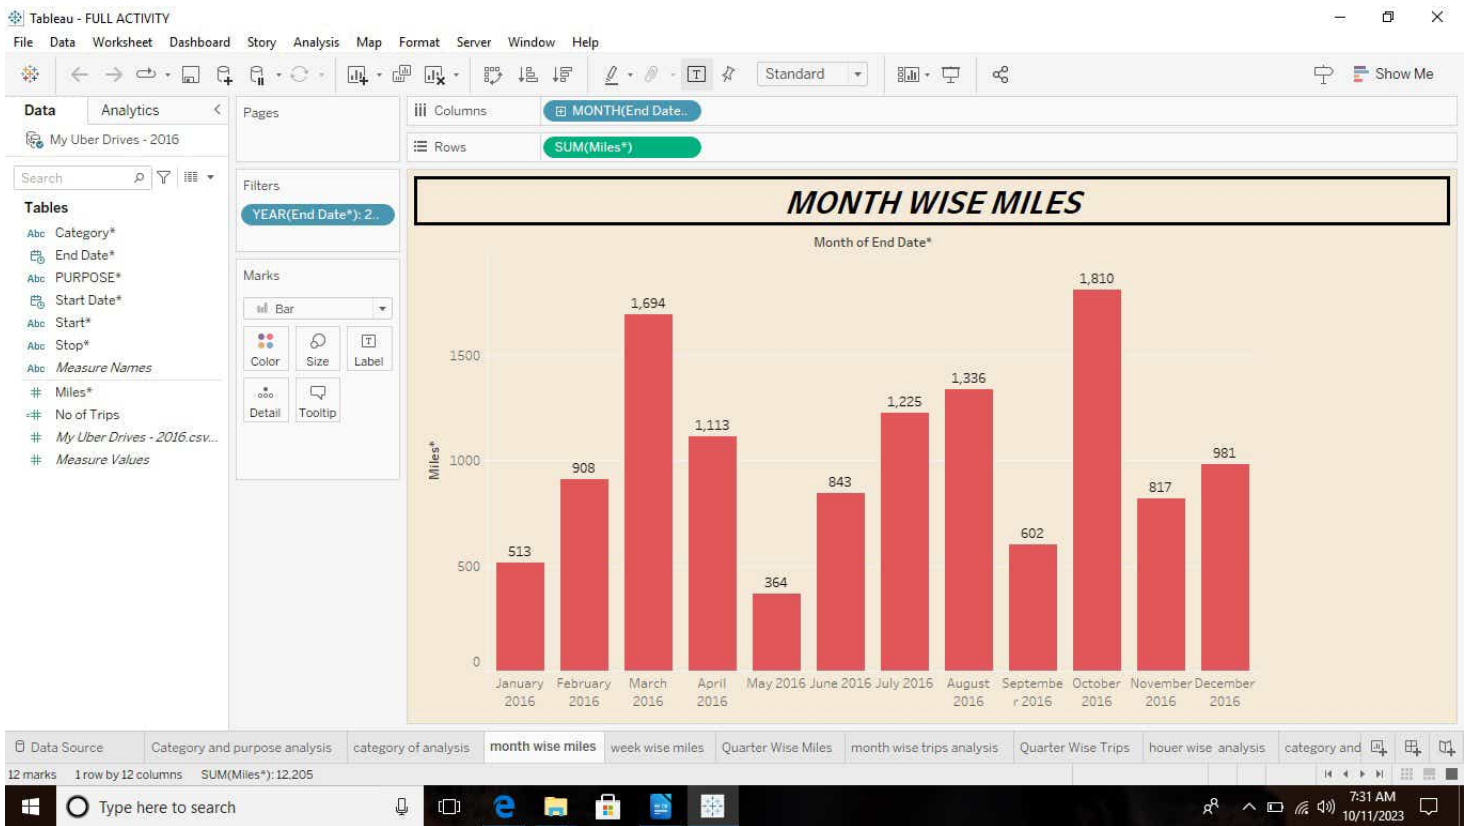 Tableau - FULL ACTIVITY
File Data Worksheet Dashboard Story Analysis Map Format Server Window Help
Standard
Show Me
Data Analytics
My Uber Drives - 2016
Search
Tables
Abc Category*
End Date*
Abc PURPOSE*
Start Date*
Abc Start*
Abc Stop*
Abc Measure Names
# Miles*
=# No of Trips
# My Uber Drives - 2016.csv...
# Measure Values
Pages
Filters
YEAR(End Date*): 2..
Marks
Bar
Color Size Label
Detail Tooltip
Columns MONTH(End Date..
Rows SUM(Miles*)
MONTH WISE MILES
Month of End Date*
Miles*
1500
1000
500
0
513
908
1,694
1,113
364
843
1,225
1,336
602
1,810
817
981
January
2016
February
2016
March
2016
April
2016
May 2016
June 2016
July 2016
August
2016
Septembe
r 2016
October
2016
November
2016
December
2016
Data Source Category and purpose analysis category of analysis month wise miles week wise miles Quarter Wise Miles month wise trips analysis Quarter Wise Trips houer wise analysis category and
12 marks 1 row by 12 columns SUM(Miles*): 12,205
Type here to search
7:31 AM
10/11/2023